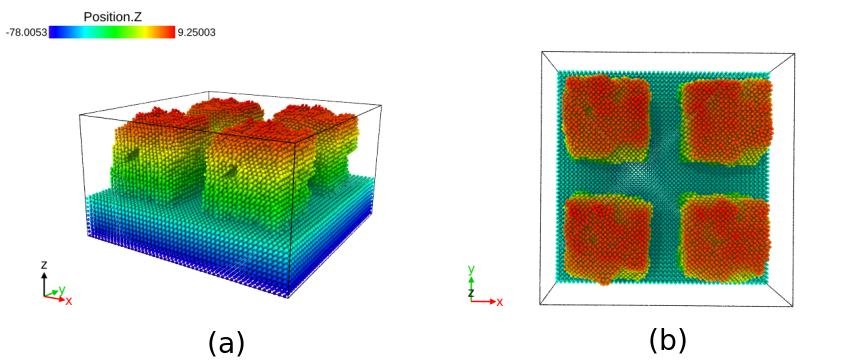 Position.Z
-78.0053 9.25003
z
y
x
y
z
x
(a) (b)